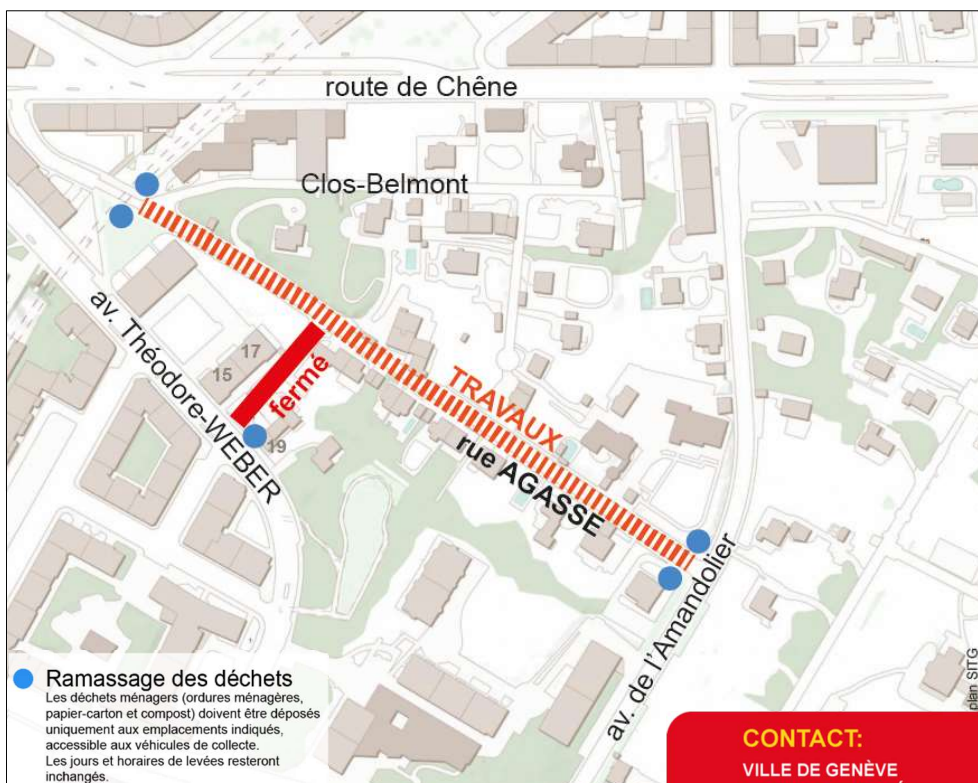 route de Chêne
Clos-Belmont
av. Théodore-WEBER
17
15
fermé
19
TRAVAUX
rue AGASSE
av. de l'Amandolier
plan SITG
Ramassage des déchets
Les déchets ménagers (ordures ménagères,
papier-carton et compost) doivent être déposés
uniquement aux emplacements indiqués,
accessible aux véhicules de collecte.
Les jours et horaires de levées resteront
inchangés.
CONTACT:
VILLE DE GENÈVE